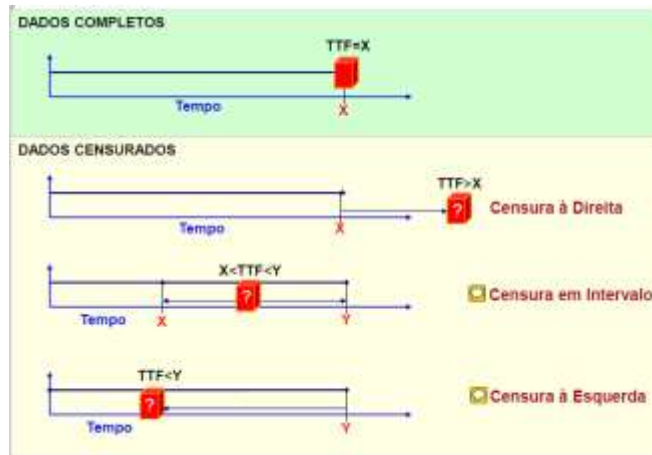 DADOS COMPLETOS
TTF=X
Tempo
X
DADOS CENSURADOS
TTF>X
?
Censura à Direita
Tempo
X
X<TTF<Y
?
Censura em Intervalo
Tempo
X
Y
TTF<Y
?
Censura à Esquerda
Tempo
Y